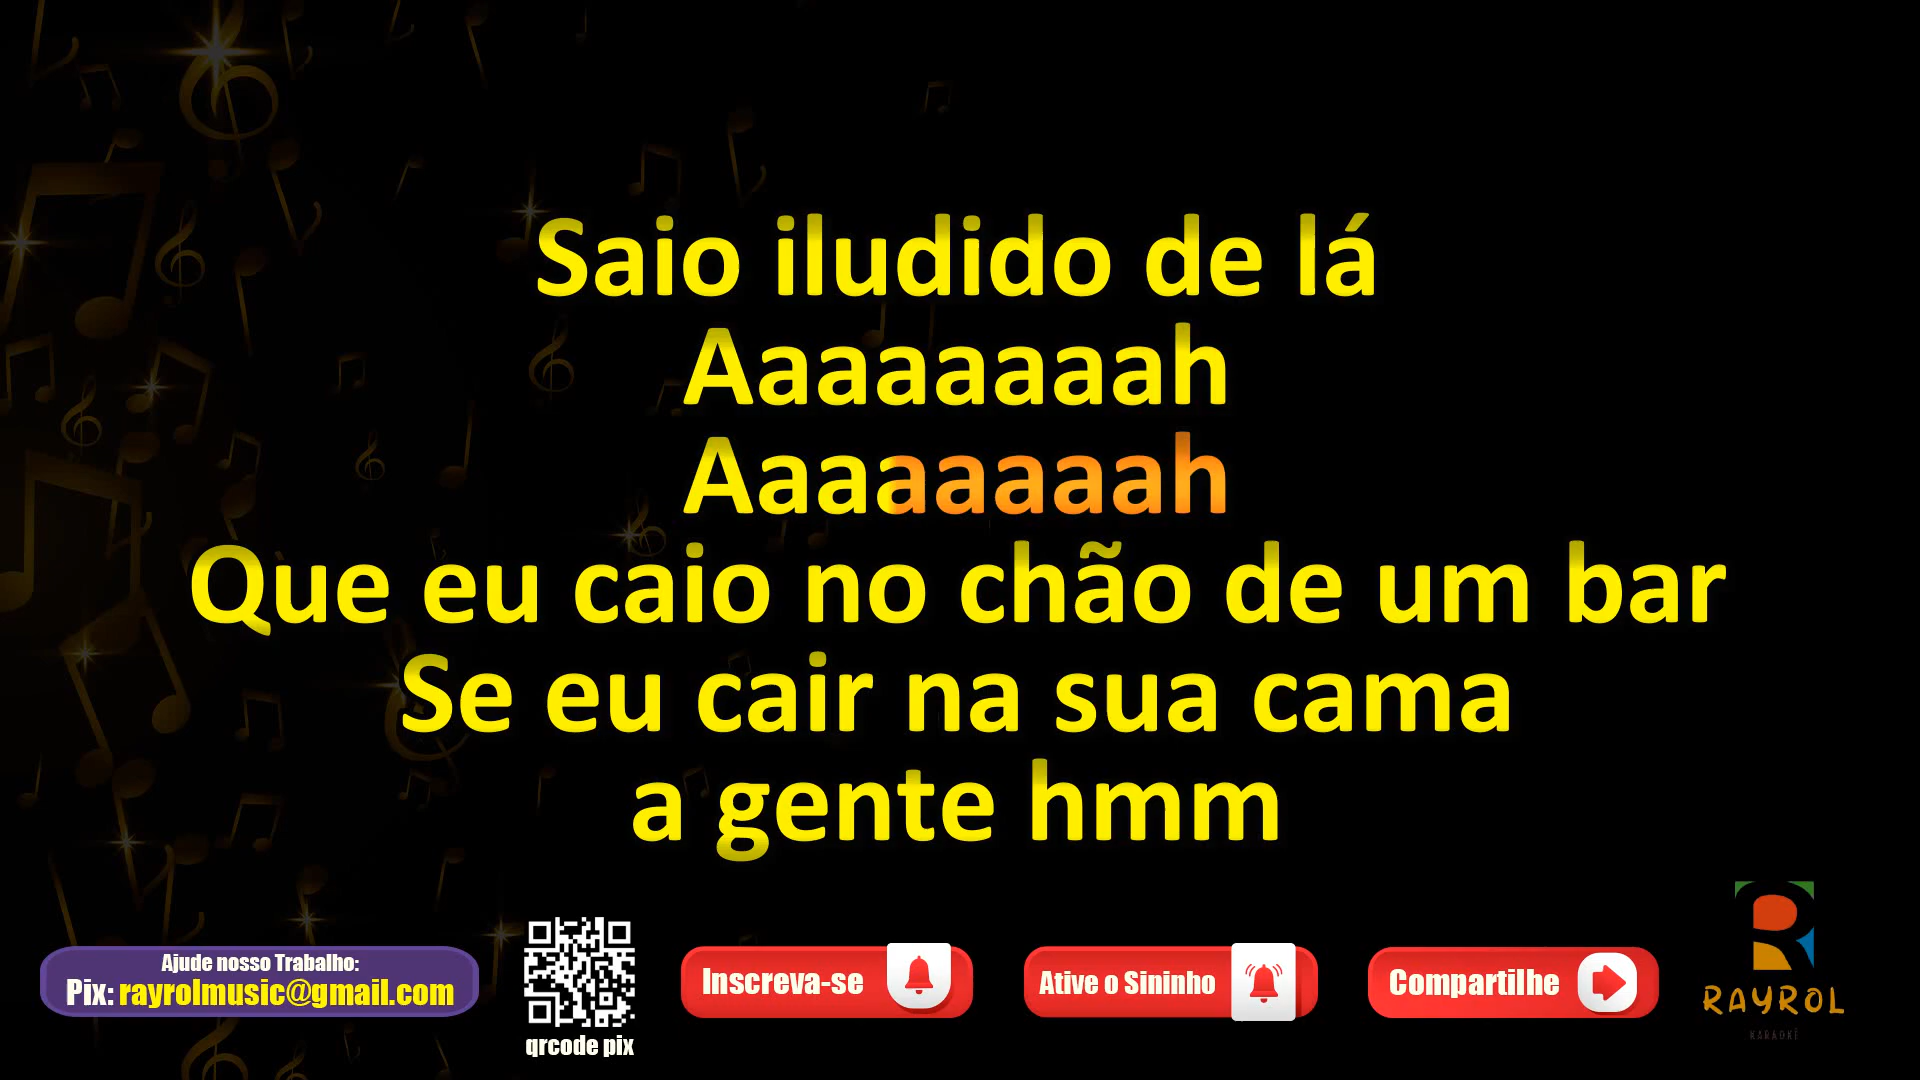 Saio iludido de lá
Aaaaaaaah
Aaaaaaaah
Que eu caio no chão de um bar
Se eu cair na sua cama
a gente hmm
Ajude nosso Trabalho:
Pix: rayrolmusic@gmail.com
qrcode pix
Inscreva-se
Ative o Sininho
Compartilhe
RAYROL
KARAOKÊ